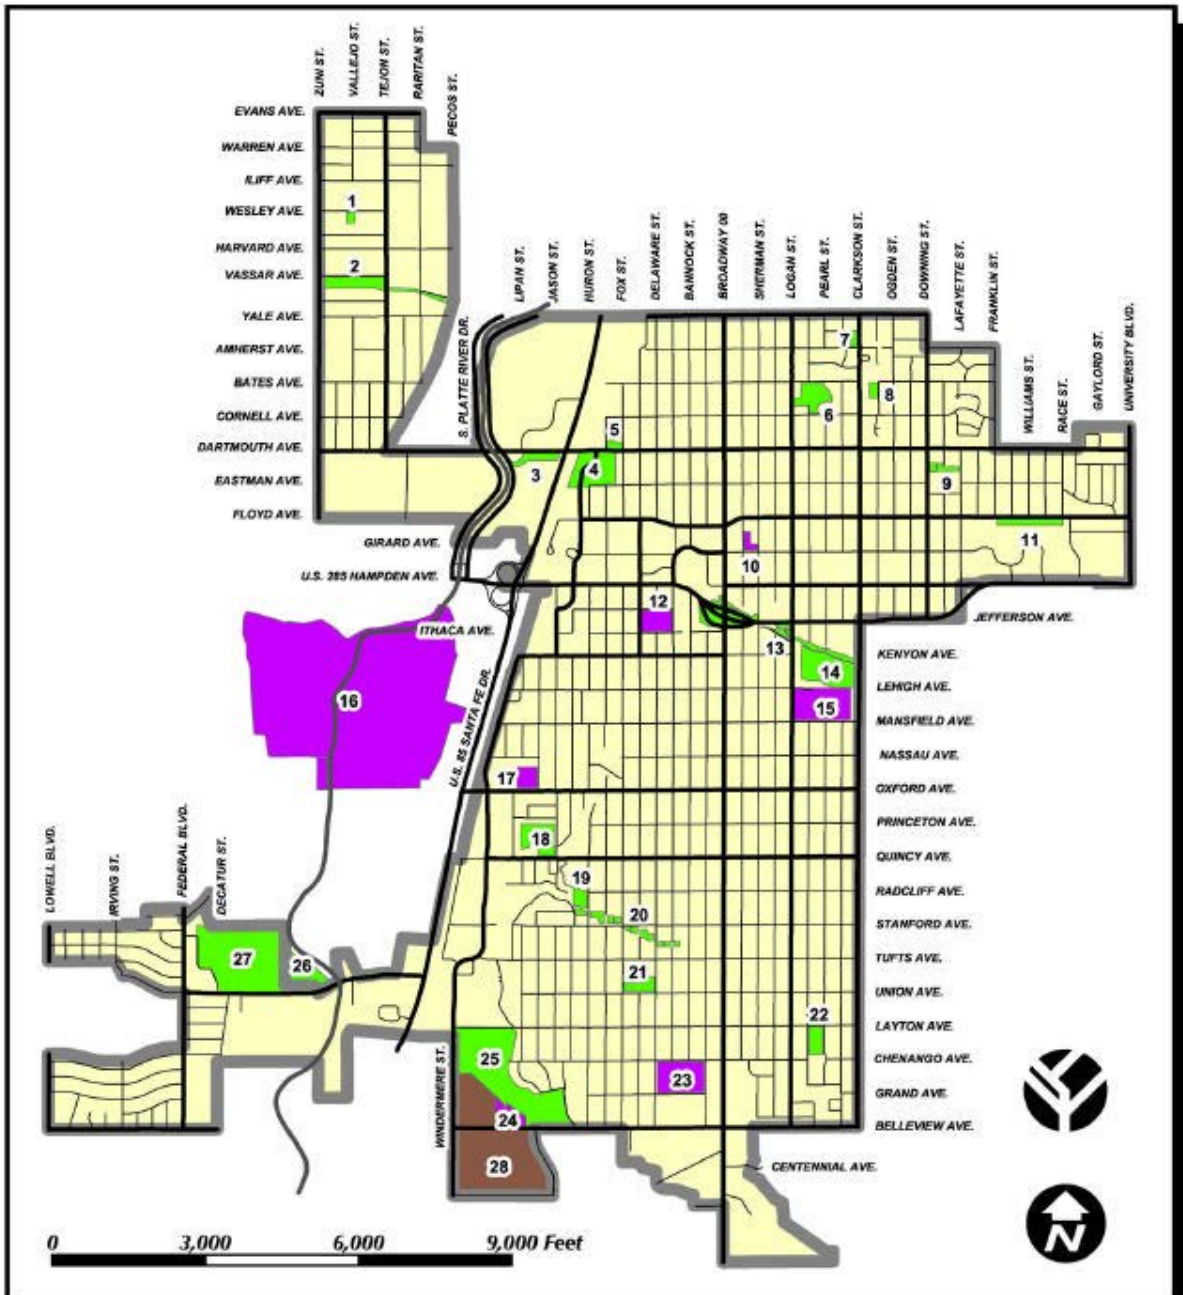 ZUNI ST.
VALLEJO ST.
TEJON ST.
RARITAN ST.
PECOS ST.
EVANS AVE.
WARREN AVE.
ILIFF AVE.
WESLEY AVE.
HARVARD AVE.
VASSAR AVE.
YALE AVE.
AMHERST AVE.
BATES AVE.
CORNELL AVE.
DARTMOUTH AVE.
EASTMAN AVE.
FLOYD AVE.
GIRARD AVE.
U.S. 285 HAMPDEN AVE.
ITHACA AVE.
S. PLATTE RIVER DR.
U.S. 85 SANTA FE DR.
LIPAN ST.
JASON ST.
HURON ST.
FOX ST.
DELAWARE ST.
BANNOCK ST.
BROADWAY 00
SHERMAN ST.
LOGAN ST.
PEARL ST.
CLARKSON ST.
OGDEN ST.
DOWNING ST.
LAFAYETTE ST.
FRANKLIN ST.
WILLIAMS ST.
RACE ST.
GAYLORD ST.
UNIVERSITY BLVD.
1
2
3
4
5
6
7
8
9
10
11
12
13
14
15
16
17
18
19
20
21
22
23
24
25
26
27
28
JEFFERSON AVE.
KENYON AVE.
LEHIGH AVE.
MANSFIELD AVE.
NASSAU AVE.
OXFORD AVE.
PRINCETON AVE.
QUINCY AVE.
RADCLIFF AVE.
STANFORD AVE.
TUFTS AVE.
UNION AVE.
LAYTON AVE.
CHENANGO AVE.
GRAND AVE.
BELLEVIEW AVE.
CENTENNIAL AVE.
LOWELL BLVD.
IRVING ST.
FEDERAL BLVD.
DECATUR ST.
WINDERMERE ST.
N
0 3,000 6,000 9,000 Feet